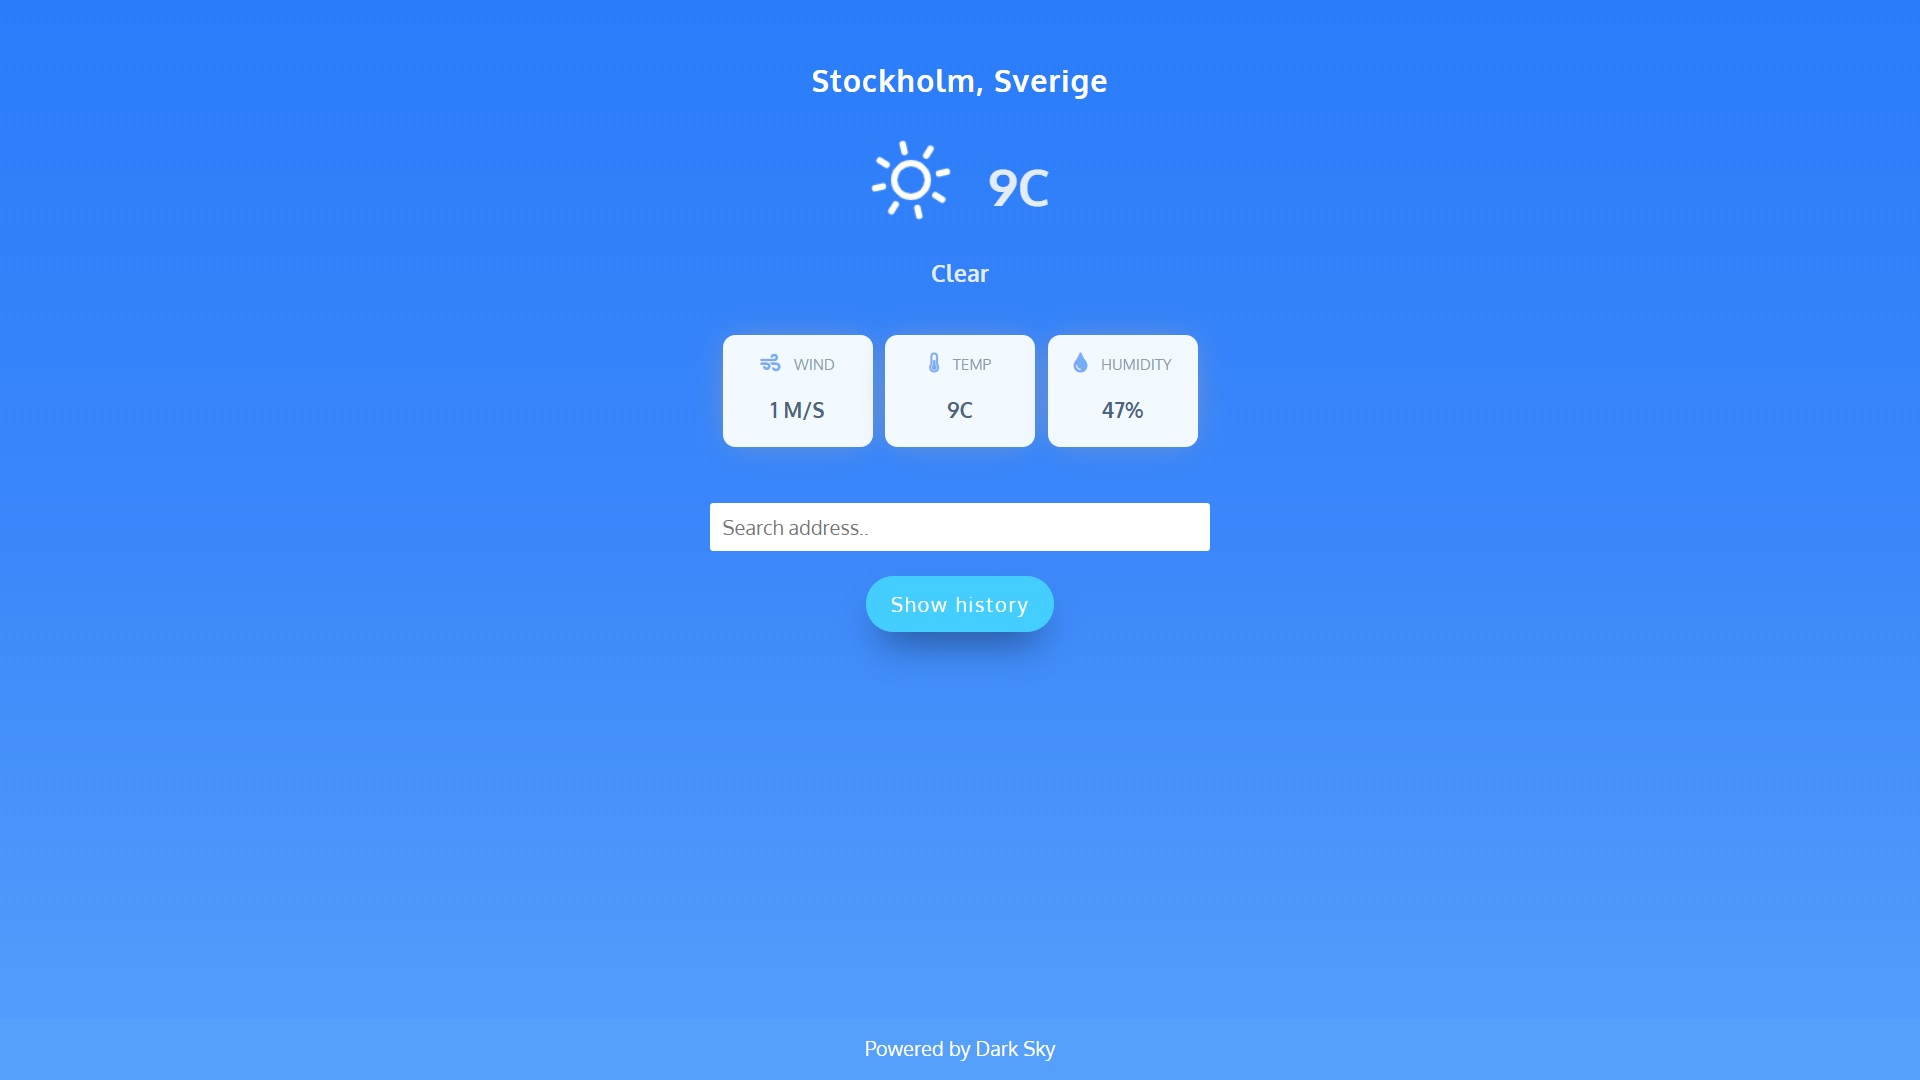 Stockholm, Sverige
9C
Clear
WIND
1 M/S
TEMP
9C
HUMIDITY
47%
Search address..
Show history
Powered by Dark Sky